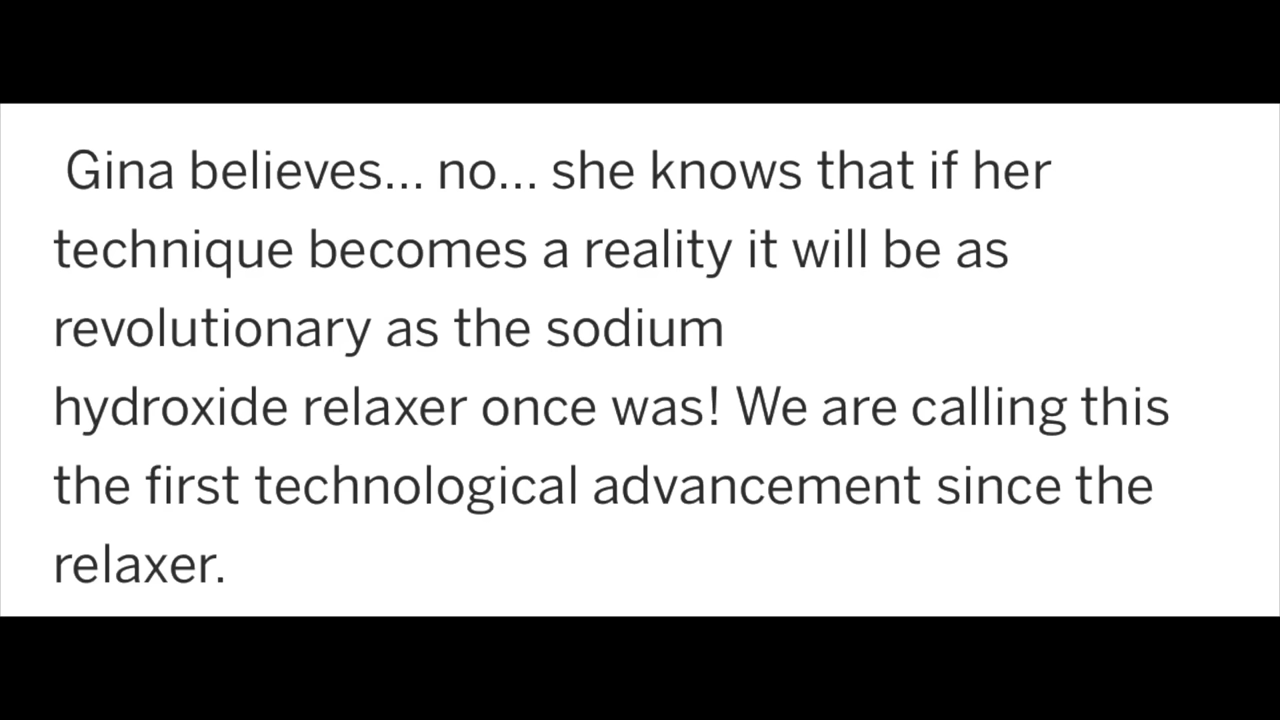 Gina believes... no... she knows that if her
technique becomes a reality it will be as
revolutionary as the sodium
hydroxide relaxer once was! We are calling this
the first technological advancement since the
relaxer.